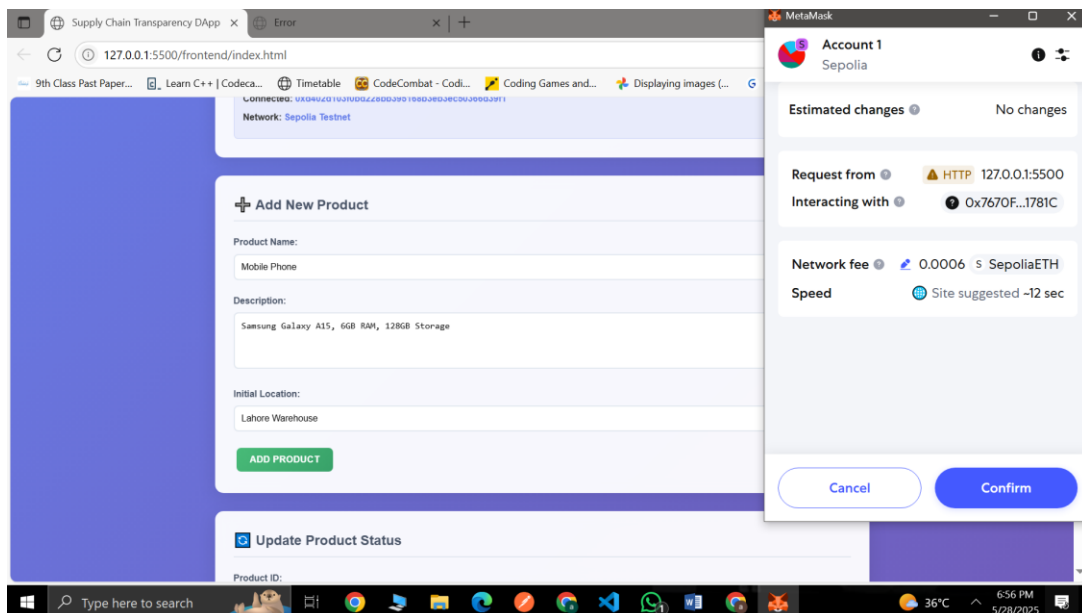 Supply Chain Transparency DApp
Error
127.0.0.1:5500/frontend/index.html
9th Class Past Paper...
Learn C++ | Codeca...
Timetable
CodeCombat - Codi...
Coding Games and...
Displaying images (...
Connected:
Network: Sepolia Testnet
Add New Product
Product Name:
Mobile Phone
Description:
Samsung Galaxy A15, 6GB RAM, 128GB Storage
Initial Location:
Lahore Warehouse
ADD PRODUCT
Update Product Status
Product ID:
MetaMask
S
Account 1
Sepolia
Estimated changes
No changes
Request from
HTTP 127.0.0.1:5500
Interacting with
0x7670F...1781C
Network fee
0.0006 S SepoliaETH
Speed
Site suggested ~12 sec
Cancel
Confirm
Type here to search
36°C
6:56 PM
5/28/2025